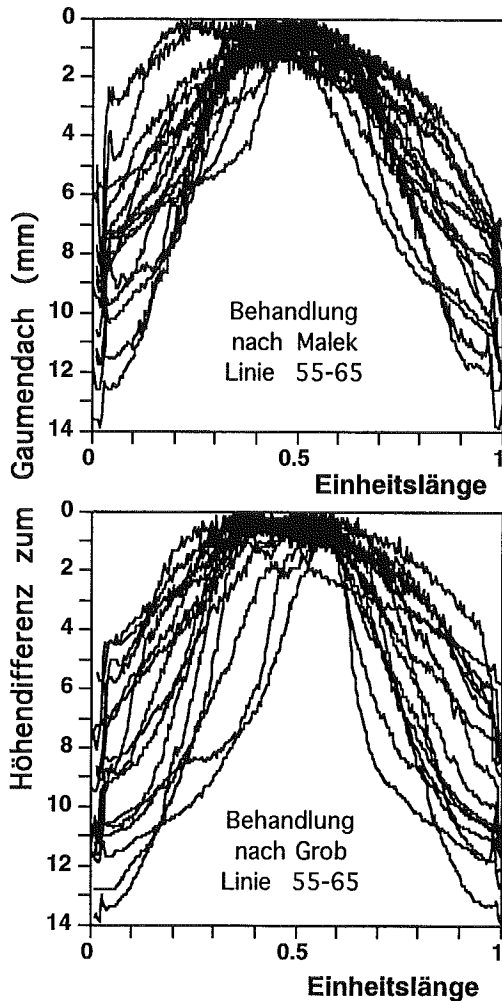 Höhendifferenz zum Gaumendach (mm)
0
2
4
6
8
10
12
14
Behandlung
nach Malek
Linie 55-65
0
0.5
1
Einheitslänge
0
2
4
6
8
10
12
14
Behandlung
nach Grob
Linie 55-65
0
0.5
1
Einheitslänge